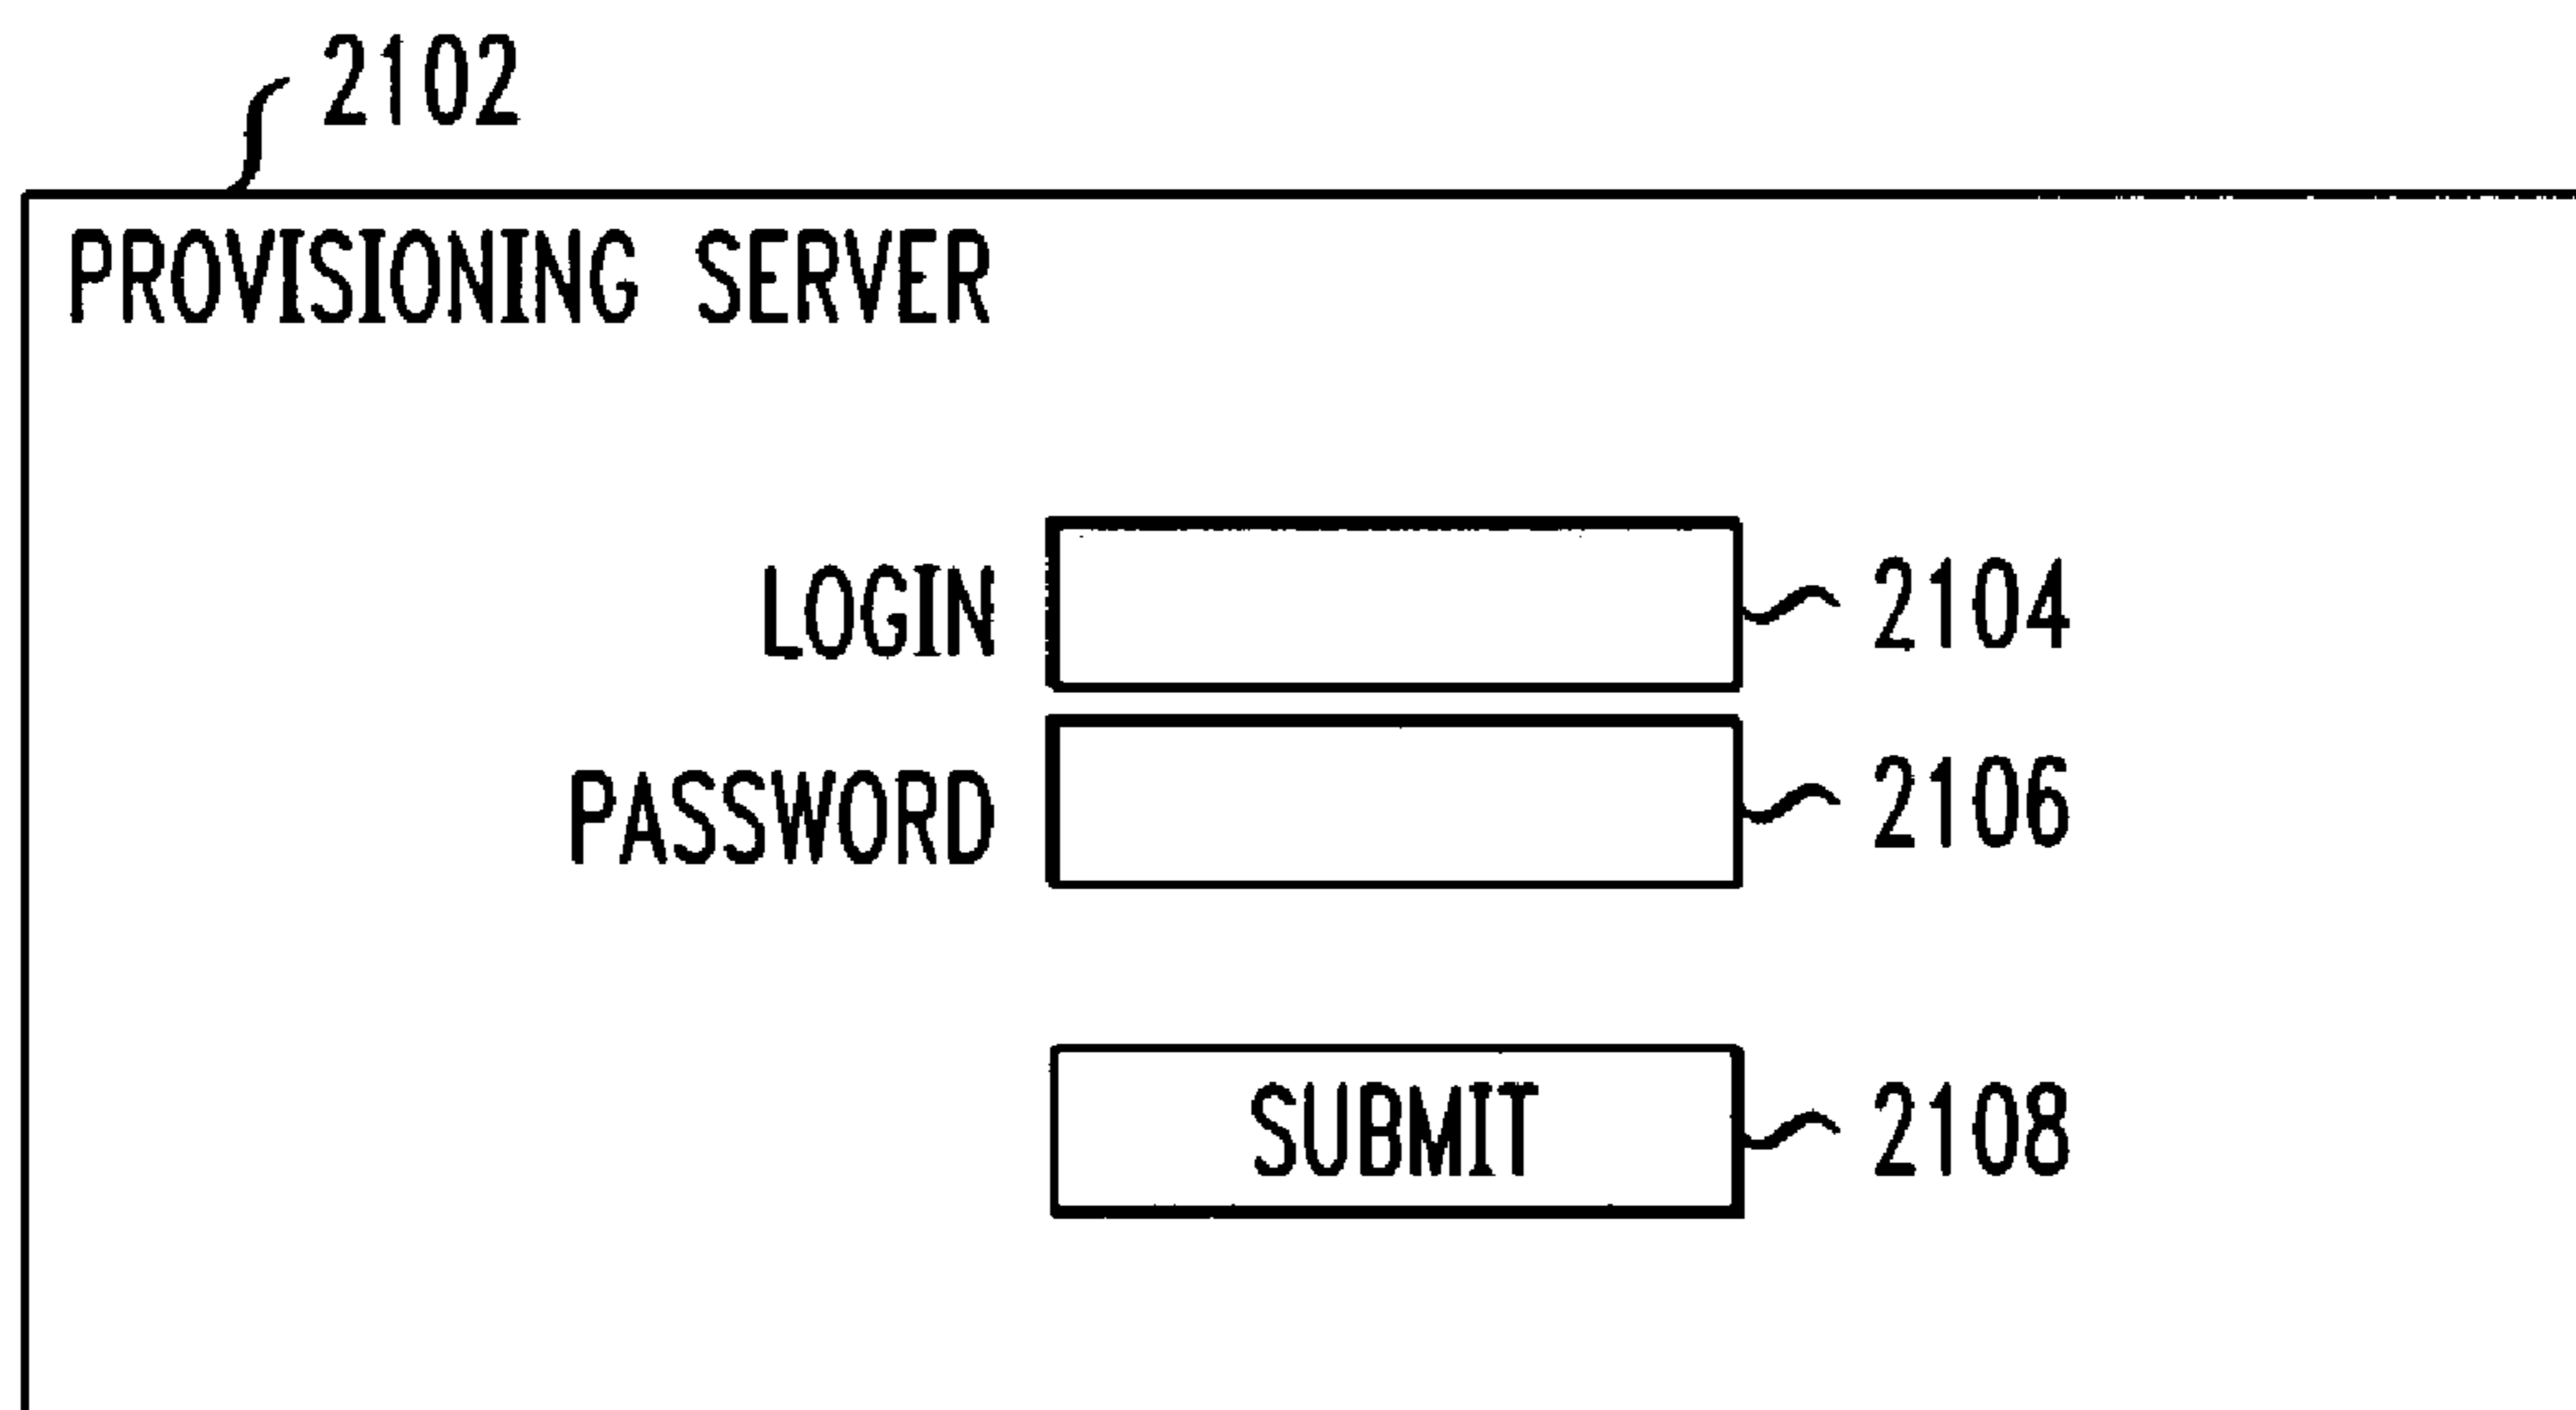 2102
PROVISIONING SERVER
LOGIN 2104
PASSWORD 2106
SUBMIT 2108